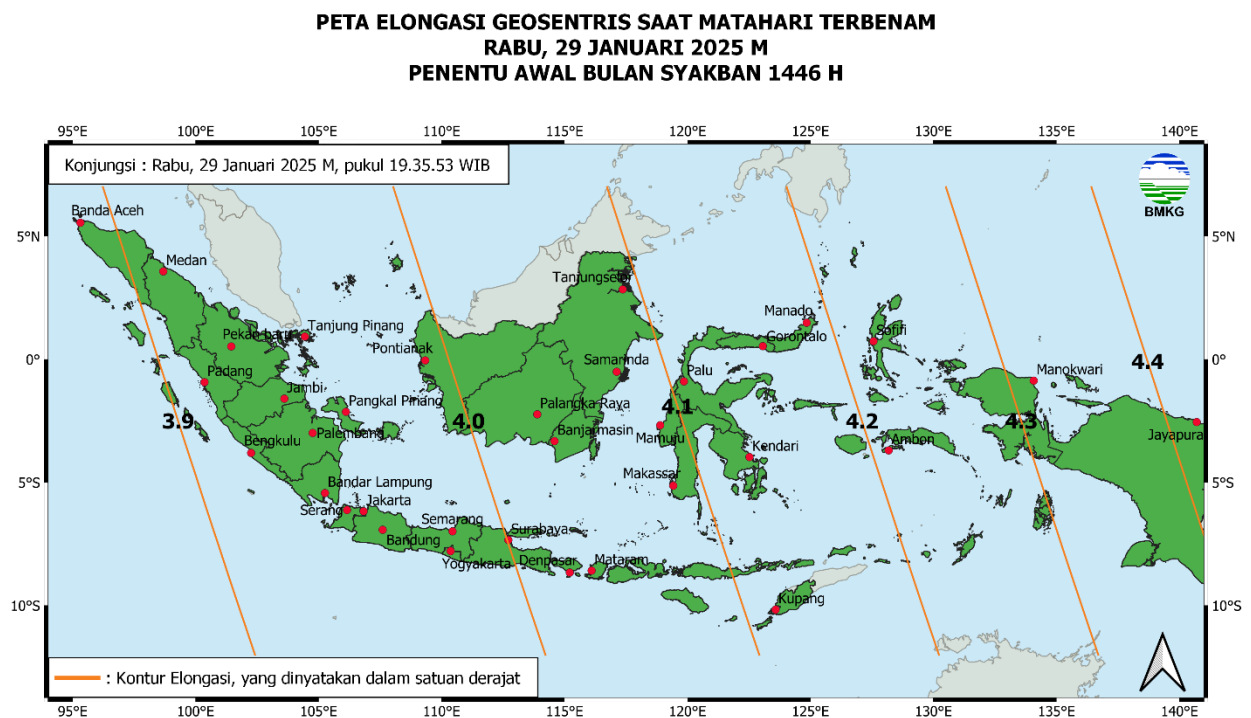 PETA ELONGASI GEOSENTRIS SAAT MATAHARI TERBENAM
RABU, 29 JANUARI 2025 M
PENENTU AWAL BULAN SYAKBAN 1446 H
95°E 100°E 105°E 110°E 115°E 120°E 125°E 130°E 135°E 140°E
Konjungsi : Rabu, 29 Januari 2025 M, pukul 19.35.53 WIB
BMKG
Banda Aceh
5°N 5°N
Medan
Tanjungselor
Manado
Tanjung Pinang
Sofifi
Pekan baru
Gorontalo
Pontianak
0° 0°
4.4
Samarinda
Padang
Palu
Manokwari
Jambi
Pangkal Pinang
Palangka Raya
3.9 4.0 4.1 4.2 4.3
Palembang
Banjarmasin
Mamuju
Jayapura
Bengkulu
Ambon
Kendari
Makassar
5°S 5°S
Bandar Lampung
Jakarta
Serang
Semarang
Surabaya
Bandung
Yogyakarta
Denpasar
Mataram
Kupang
10°S 10°S
: Kontur Elongasi, yang dinyatakan dalam satuan derajat
95°E 100°E 105°E 110°E 115°E 120°E 125°E 130°E 135°E 140°E